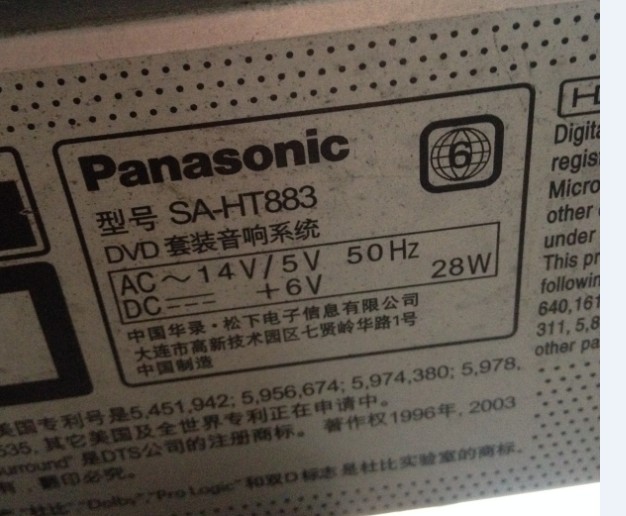 Panasonic
6
型号 SA-HT883
DVD 套装音响系统
AC～14V/5V 50Hz
DC⎓ +6V 28W
中国华录·松下电子信息有限公司
大连市高新技术园区七贤岭华路1号
中国制造
美国专利号是5,451,942; 5,956,674; 5,974,380; 5,978,
535, 其它美国及全世界专利正在申请中。
surround" 是DTS公司的注册商标。 著作权1996年, 2003
有 . 翻印必究。
"杜比" "Dolby","Pro Logic" 和双D标志是杜比实验室的商标.
Digita
regist
Micro
other
under
This pr
followin
640,161
311, 5,8
other pa